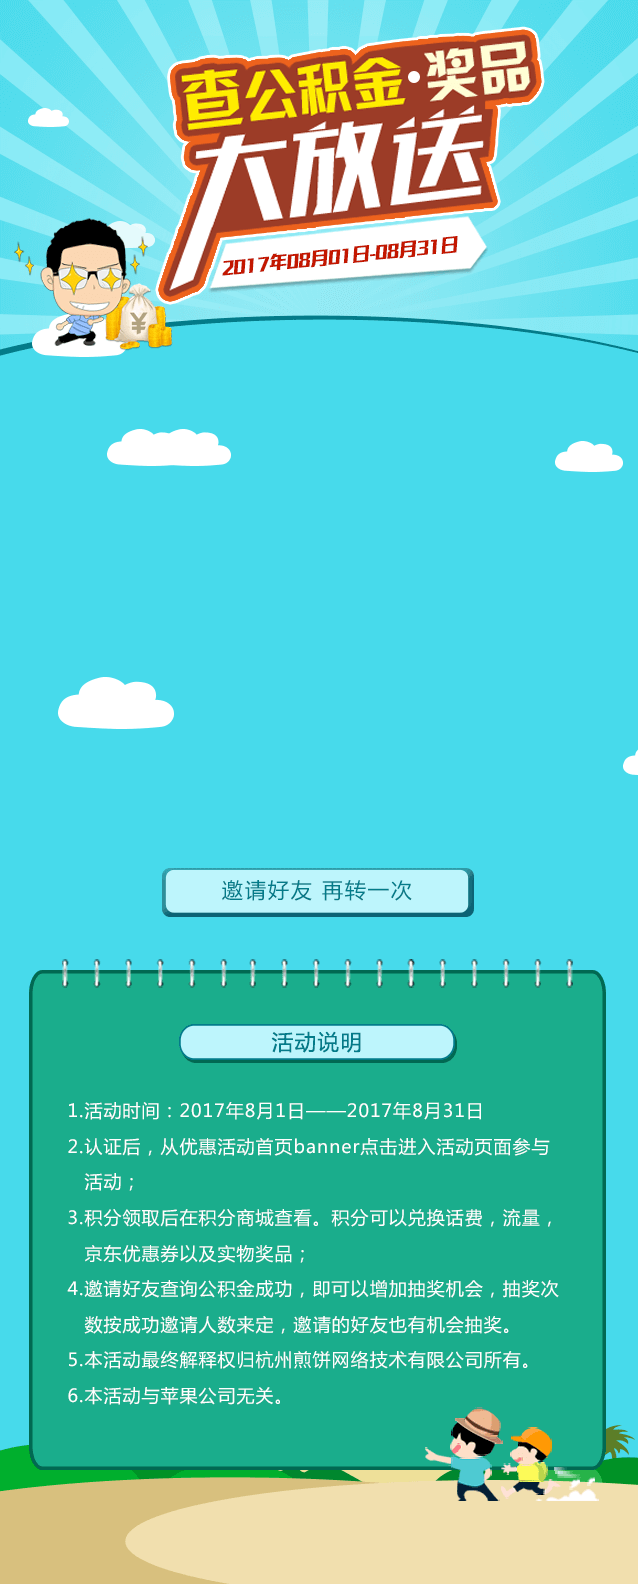 查公积金·奖品
大放送
2017年08月01日-08月31日
¥
邀请好友 再转一次
活动说明
1.活动时间：2017年8月1日——2017年8月31日
2.认证后，从优惠活动首页banner点击进入活动页面参与
活动；
3.积分领取后在积分商城查看。积分可以兑换话费，流量，
京东优惠券以及实物奖品；
4.邀请好友查询公积金成功，即可以增加抽奖机会，抽奖次
数按成功邀请人数来定，邀请的好友也有机会抽奖。
5.本活动最终解释权归杭州煎饼网络技术有限公司所有。
6.本活动与苹果公司无关。